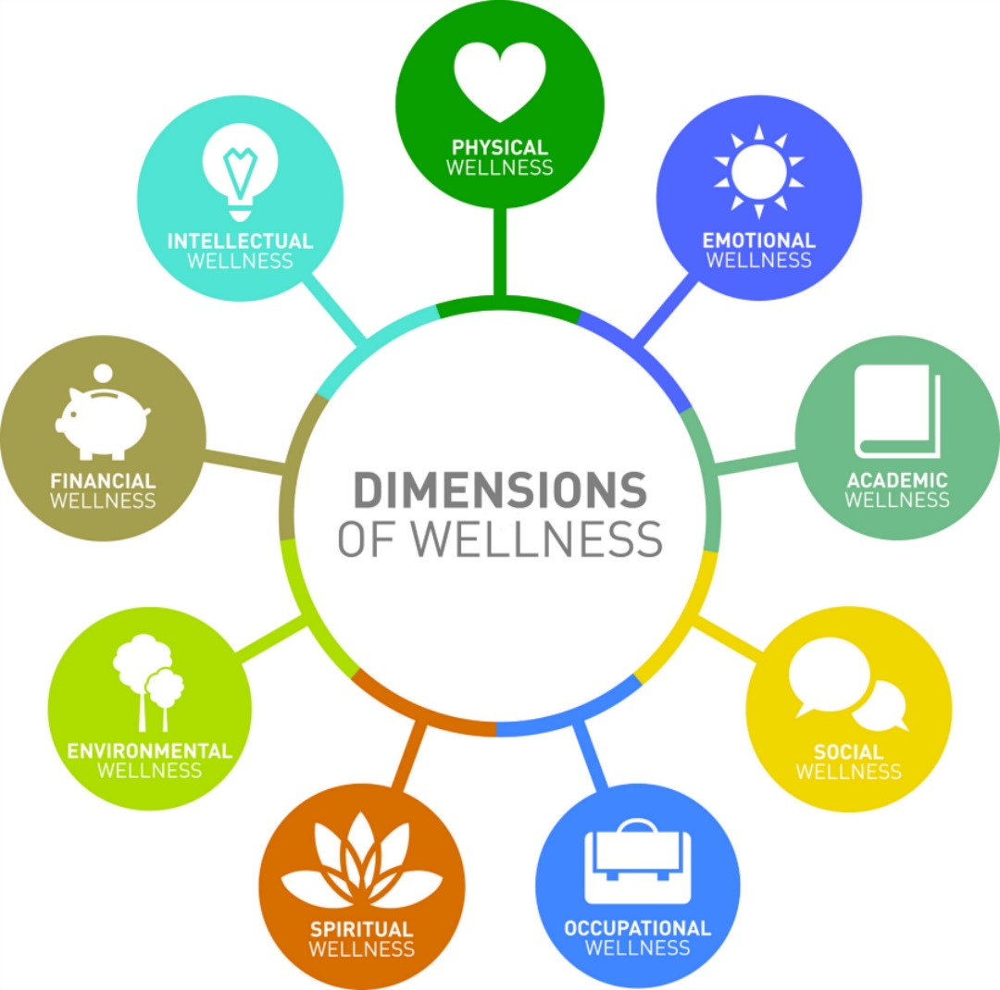 PHYSICAL
WELLNESS
EMOTIONAL
WELLNESS
ACADEMIC
WELLNESS
SOCIAL
WELLNESS
OCCUPATIONAL
WELLNESS
SPIRITUAL
WELLNESS
ENVIRONMENTAL
WELLNESS
FINANCIAL
WELLNESS
INTELLECTUAL
WELLNESS
DIMENSIONS
OF WELLNESS